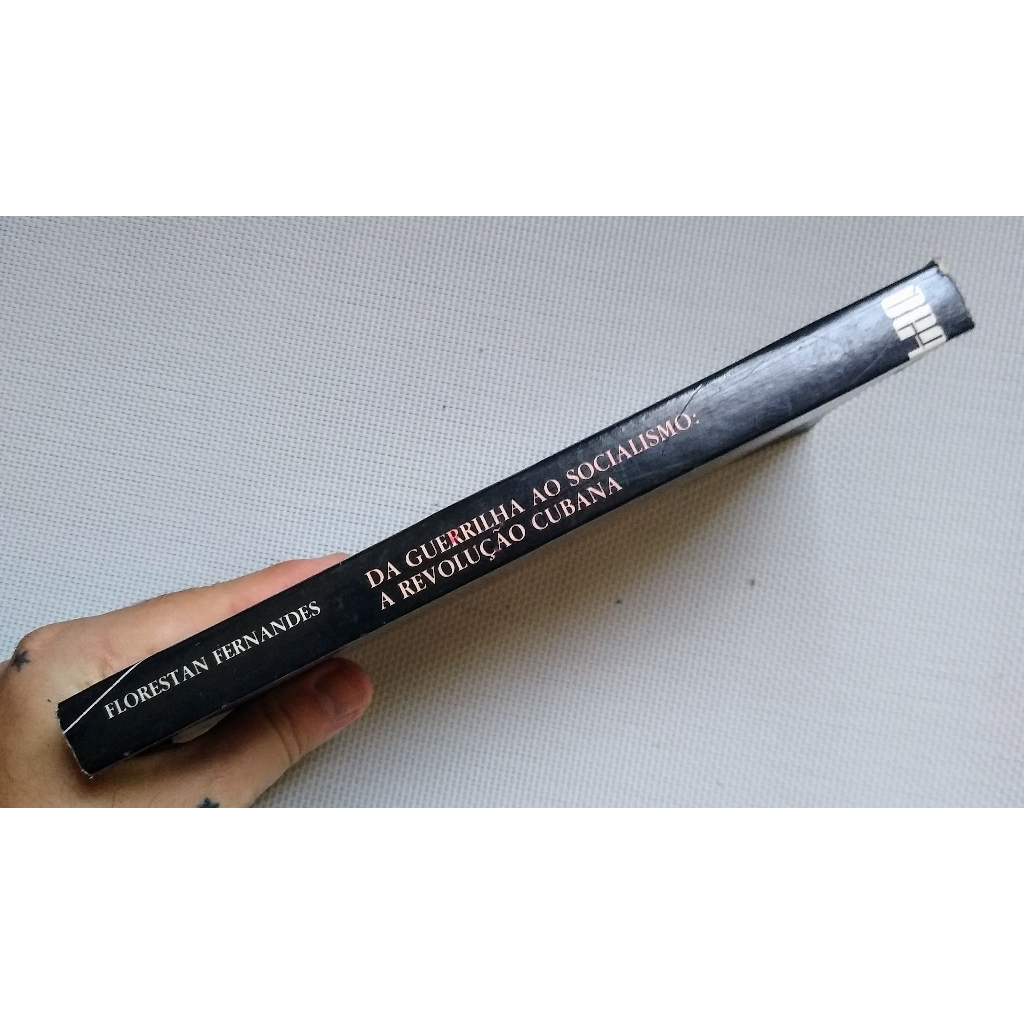 FLORESTAN FERNANDES
DA GUERRILHA AO SOCIALISMO:
A REVOLUÇÃO CUBANA